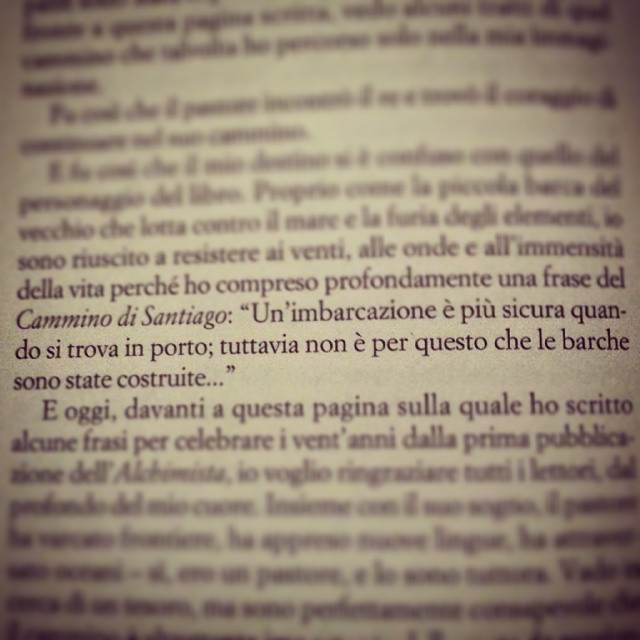 fronte a questa pagina scritta, vedo alcuni tratti di quel
cammino che talvolta ho percorso solo nella mia immagi-
nazione.
Fu così che il pastore incontrò il re e trovò il coraggio di
continuare nel suo cammino.
E fu così che il mio destino si è confuso con quello del
personaggio del libro. Proprio come la piccola barca del
vecchio che lotta contro il mare e la furia degli elementi, io
sono riuscito a resistere ai venti, alle onde e all'immensità
della vita perché ho compreso profondamente una frase del
Cammino di Santiago: “Un'imbarcazione è più sicura quan-
do si trova in porto; tuttavia non è per questo che le barche
sono state costruite...”
E oggi, davanti a questa pagina sulla quale ho scritto
alcune frasi per celebrare i vent'anni dalla prima pubblica-
zione dell'Alchimista, io voglio ringraziare tutti i lettori, dal
profondo del mio cuore. Insieme con il suo sogno, il pastore
ha varcato frontiere, ha appreso nuove lingue, ha
oceani – sì, ero un pastore, e lo sono tuttora. Vado
cerca di un tesoro, ma sono perfettamente consapevole che